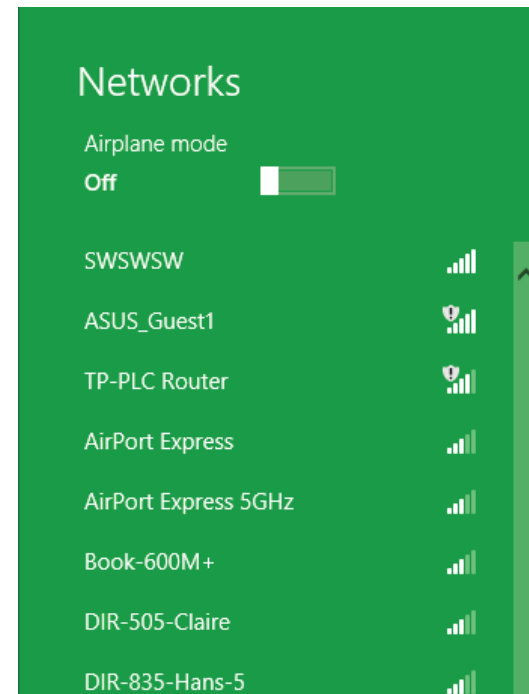 Networks
Airplane mode
Off
SWSWSW
ASUS_Guest1
TP-PLC Router
AirPort Express
AirPort Express 5GHz
Book-600M+
DIR-505-Claire
DIR-835-Hans-5